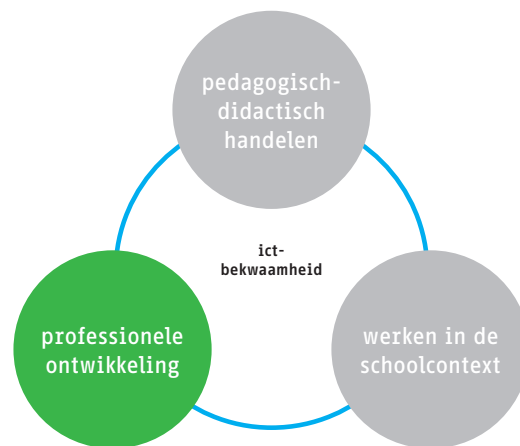 pedagogisch-
didactisch
handelen
ict-
bekwaamheid
professionele
ontwikkeling
werken in de
schoolcontext